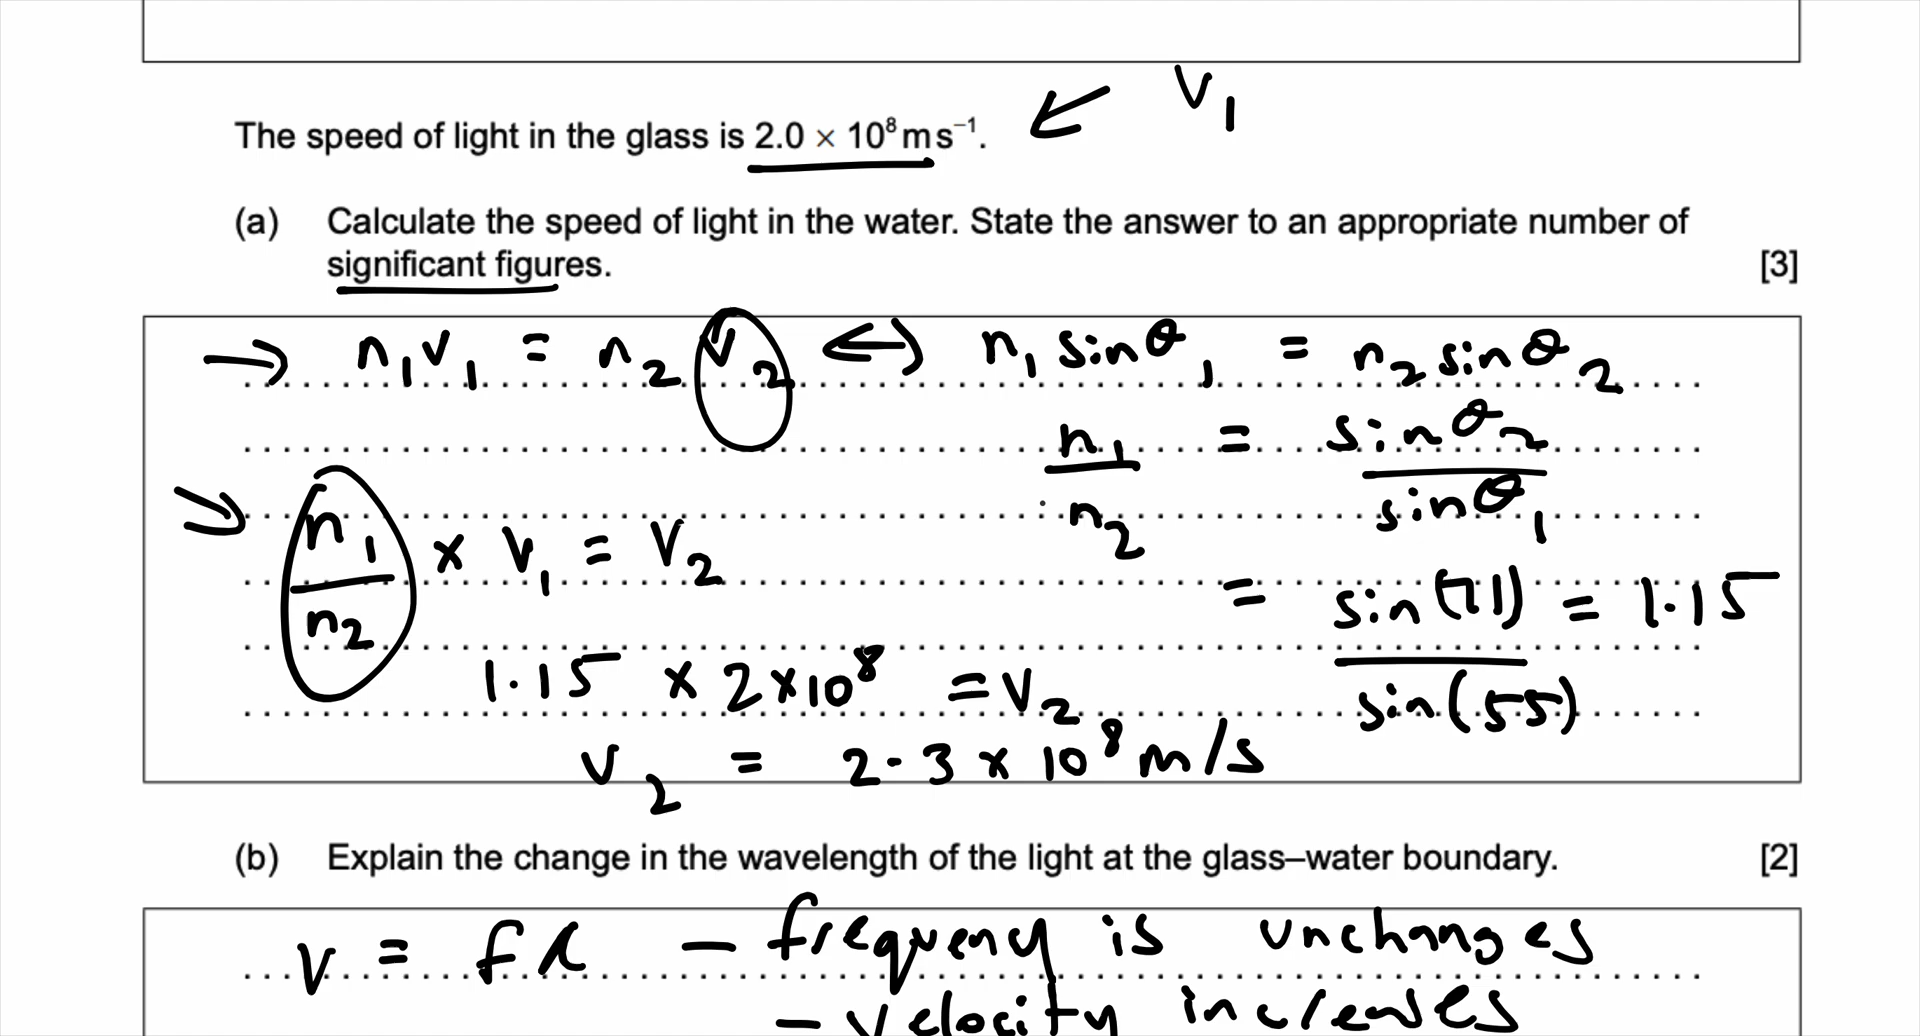 V₁
The speed of light in the glass is 2.0 × 10⁸ m s⁻¹. ←
(a) Calculate the speed of light in the water. State the answer to an appropriate number of
significant figures. [3]
→ n₁v₁ = n₂v₂ ↔ n₁ sinθ₁ = n₂ sinθ₂
n₁/n₂ = sinθ₂/sinθ₁
→ n₁/n₂ × v₁ = v₂
= sin(71)/sin(55) = 1.15
1.15 × 2×10⁸ = v₂
v₂ = 2.3 × 10⁸ m/s
(b) Explain the change in the wavelength of the light at the glass–water boundary. [2]
v = fλ – frequency is unchanges
– velocity increases